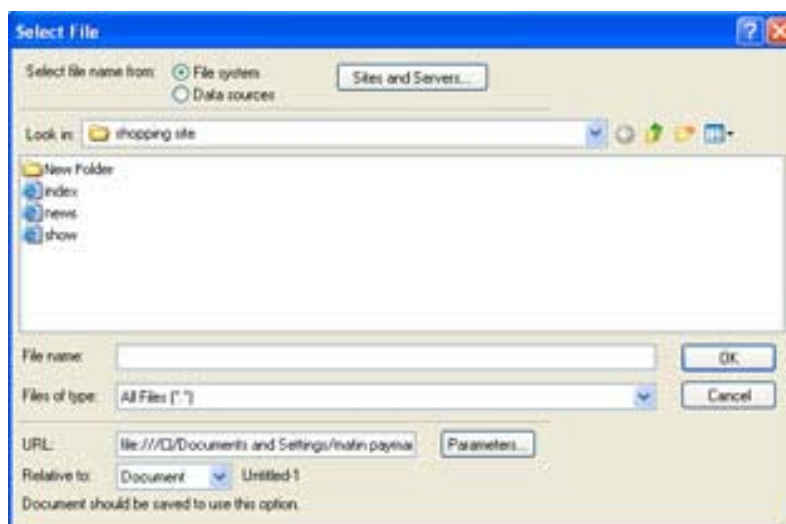 Select File
Select file name from: File system Sites and Servers...
Data sources
Look in: shopping site
New Folder
index
news
show
File name: OK
Files of type: All Files (*.*) Cancel
URL: file:///C|/Documents and Settings/matin paymai Parameters...
Relative to: Document Untitled-1
Document should be saved to use this option.